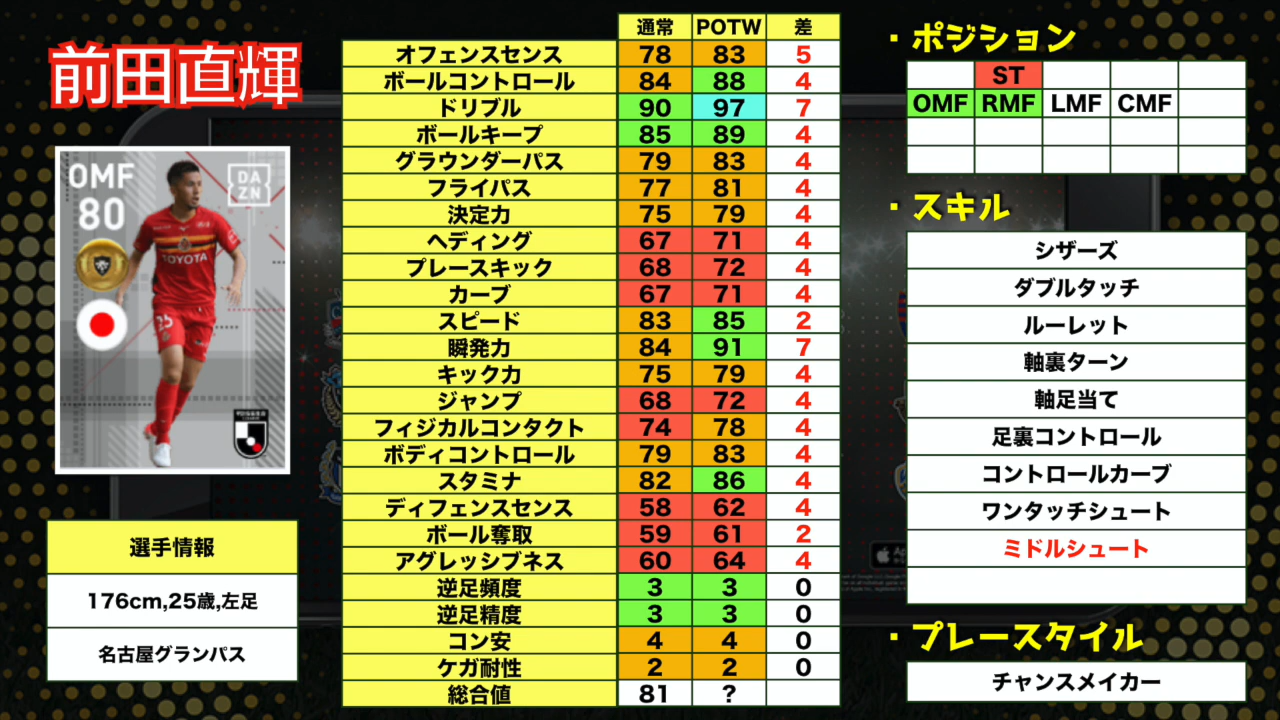 前田直輝
OMF
80
DA
ZN
TOYOTA
25
選手情報
176cm,25歳,左足
名古屋グランパス
通常 POTW 差
オフェンスセンス 78 83 5
ボールコントロール 84 88 4
ドリブル 90 97 7
ボールキープ 85 89 4
グラウンダーパス 79 83 4
フライパス 77 81 4
決定力 75 79 4
ヘディング 67 71 4
プレースキック 68 72 4
カーブ 67 71 4
スピード 83 85 2
瞬発力 84 91 7
キック力 75 79 4
ジャンプ 68 72 4
フィジカルコンタクト 74 78 4
ボディコントロール 79 83 4
スタミナ 82 86 4
ディフェンスセンス 58 62 4
ボール奪取 59 61 2
アグレッシブネス 60 64 4
逆足頻度 3 3 0
逆足精度 3 3 0
コン安 4 4 0
ケガ耐性 2 2 0
総合値 81 ?
・ポジション
ST
OMF RMF LMF CMF
・スキル
シザーズ
ダブルタッチ
ルーレット
軸裏ターン
軸足当て
足裏コントロール
コントロールカーブ
ワンタッチシュート
ミドルシュート
・プレースタイル
チャンスメイカー